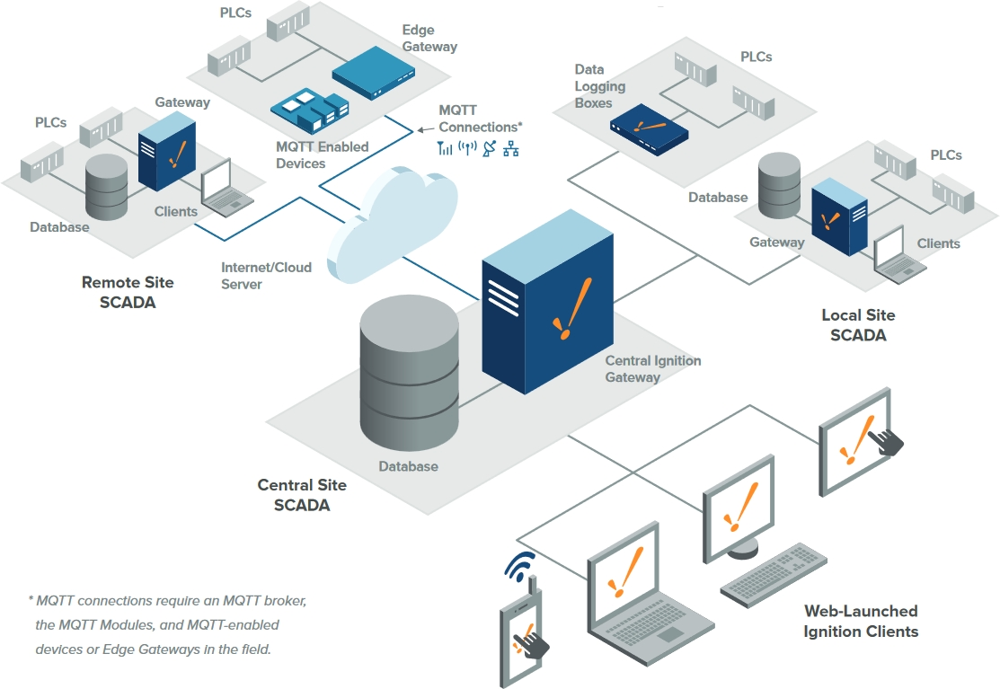 PLCs
Edge
Gateway
Gateway
PLCs
MQTT
Connections*
MQTT Enabled
Devices
Data
Logging
Boxes
PLCs
PLCs
Database
Clients
Database
Gateway
Clients
Internet/Cloud
Server
Remote Site
SCADA
Local Site
SCADA
Central Ignition
Gateway
Database
Central Site
SCADA
Web-Launched
Ignition Clients
* MQTT connections require an MQTT broker,
the MQTT Modules, and MQTT-enabled
devices or Edge Gateways in the field.